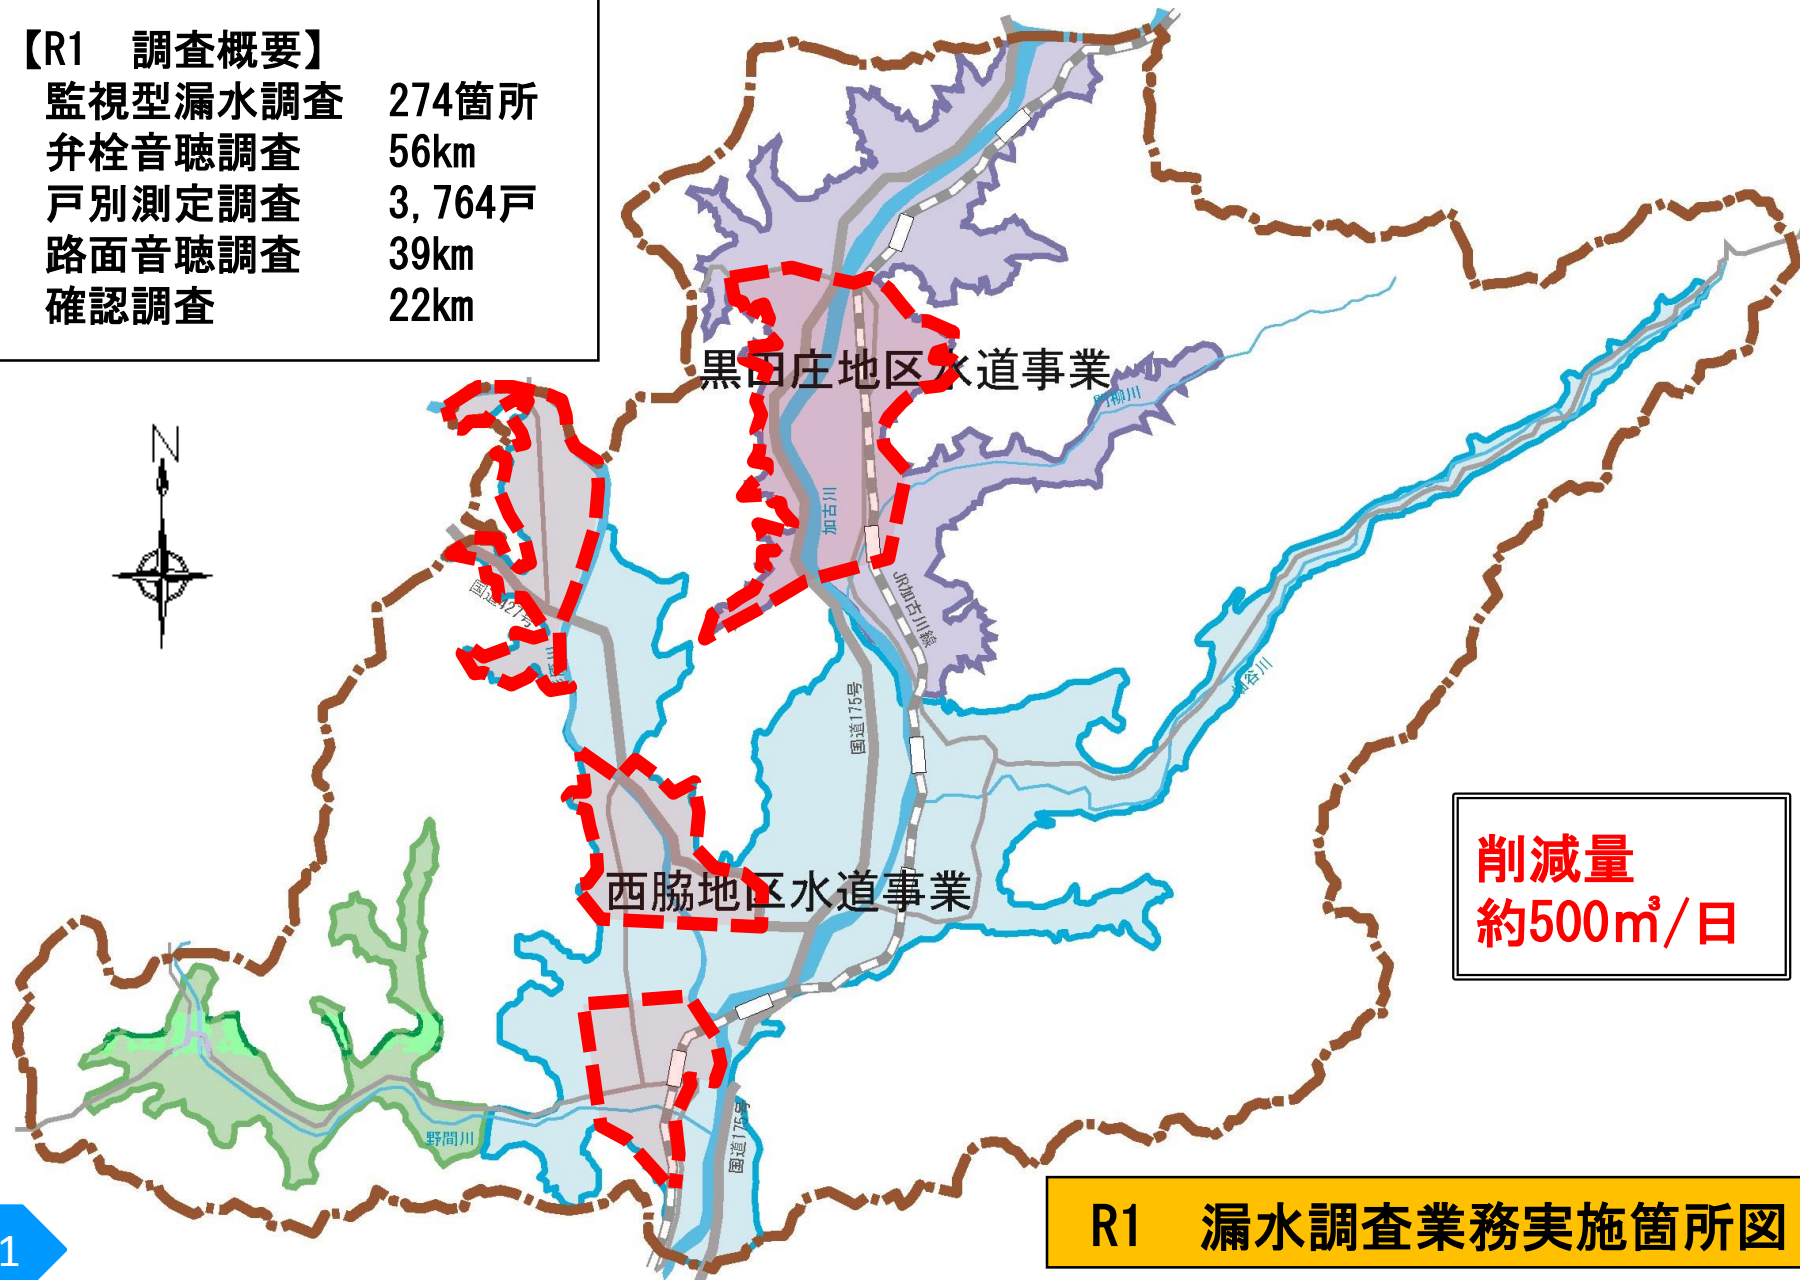 【R1　調査概要】
監視型漏水調査　274箇所
弁栓音聴調査　56km
戸別測定調査　3,764戸
路面音聴調査　39km
確認調査　22km
N
黒田庄地区水道事業
門柳川
加古川
国道427号
JR加古川線
国道175号
畑谷川
削減量
約500㎥/日
西脇地区水道事業
野間川
国道175号
R1　漏水調査業務実施箇所図
1